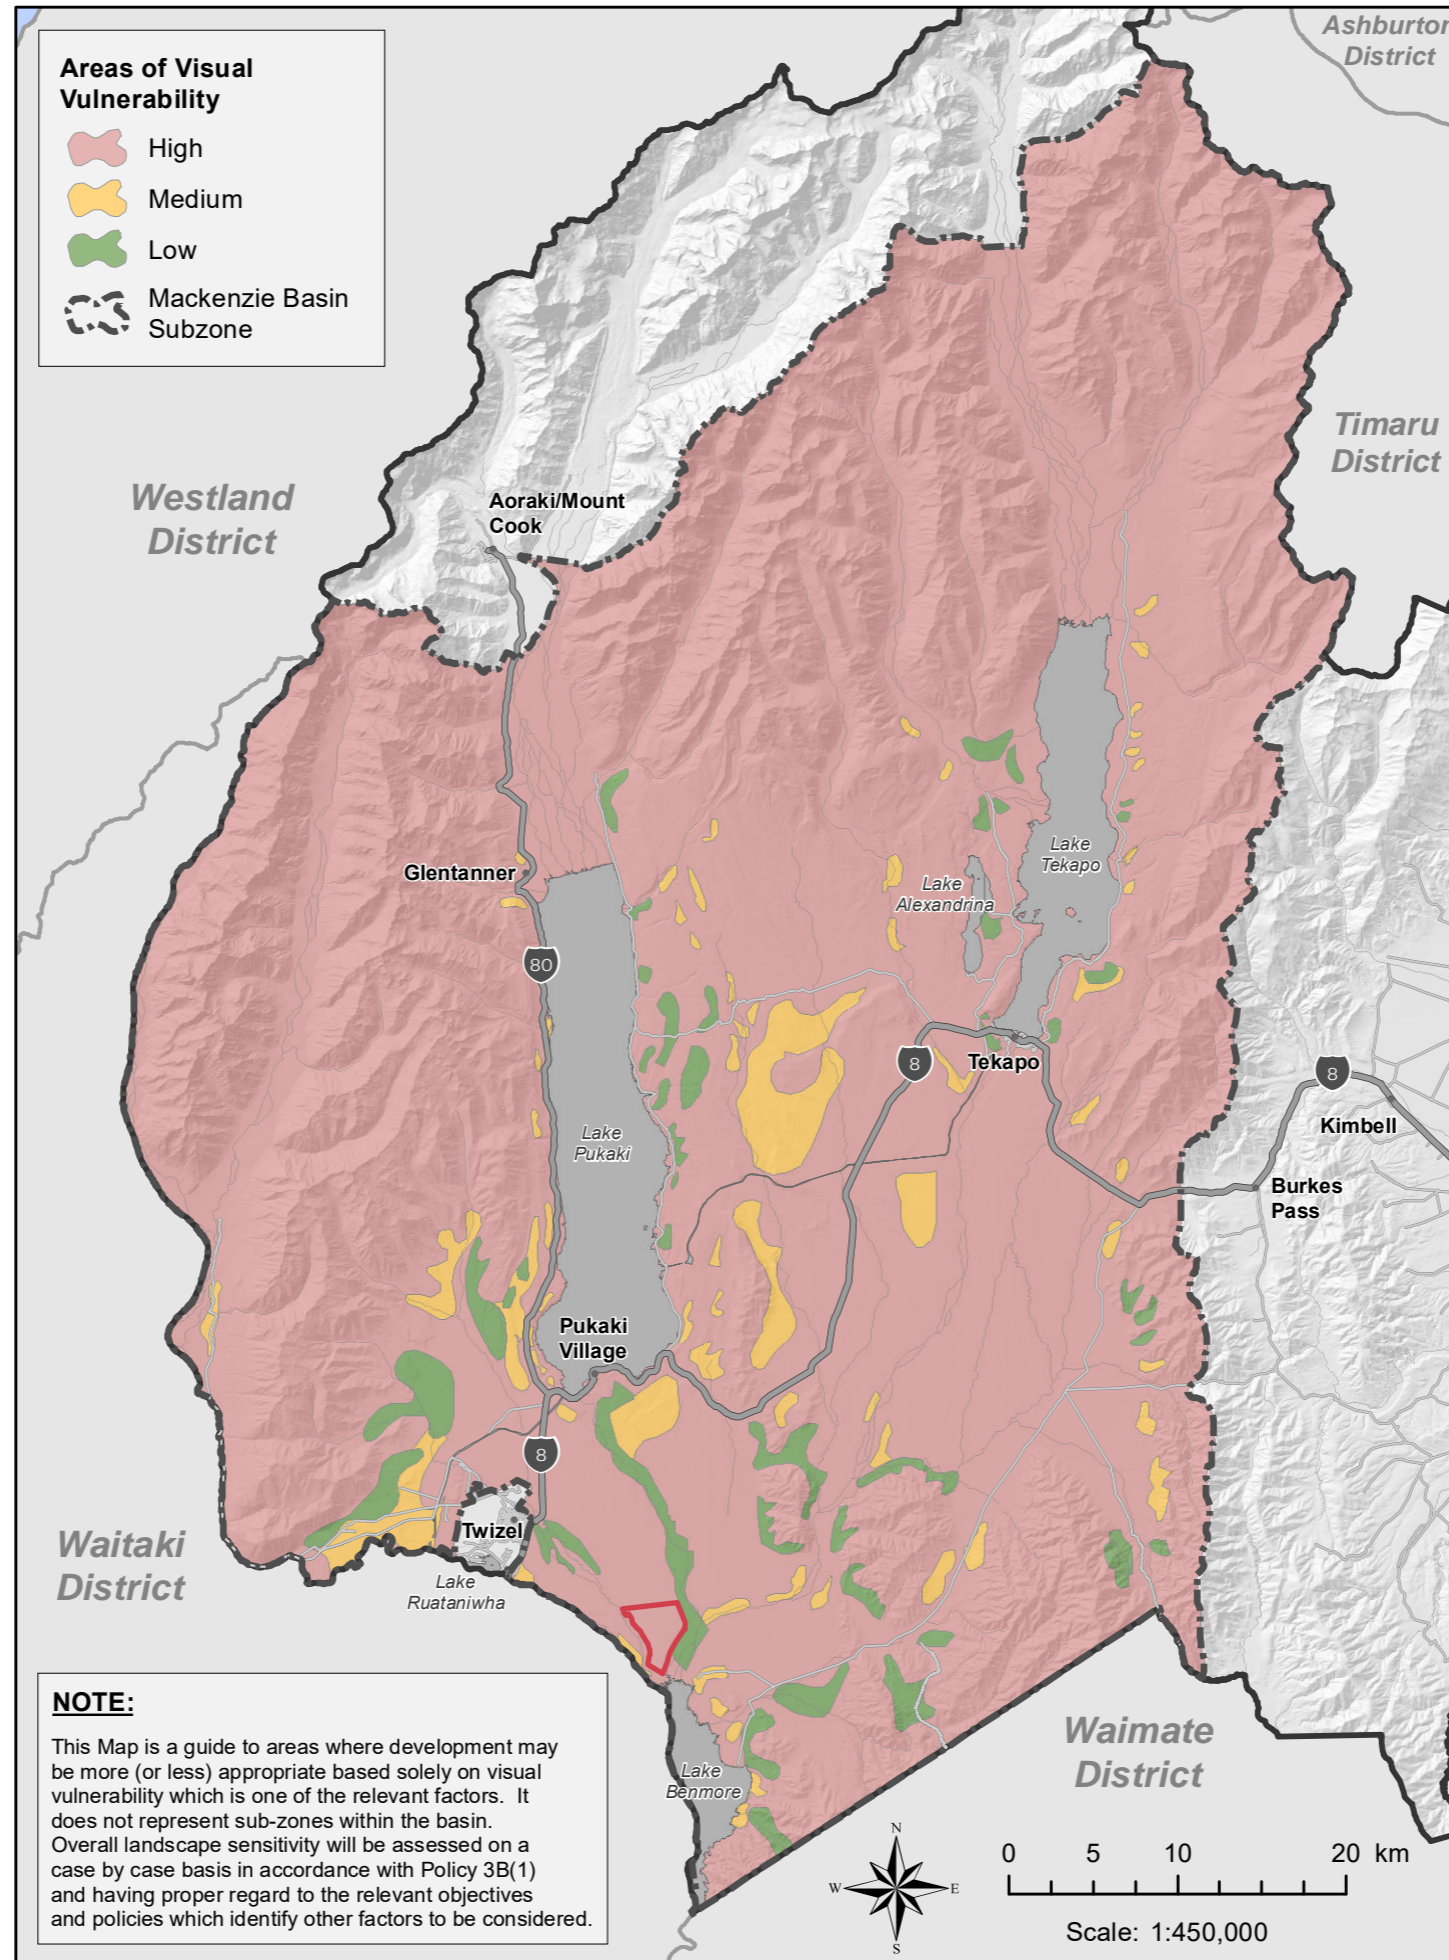 Areas of Visual
Vulnerability
High
Medium
Low
Mackenzie Basin
Subzone
Ashburton
District
Timaru
District
Westland
District
Aoraki/Mount
Cook
Glentanner
80
Lake
Tekapo
Lake
Alexandrina
8
Tekapo
8
Kimbell
Burkes
Pass
Lake
Pukaki
Pukaki
Village
8
Twizel
Lake
Ruataniwha
Waitaki
District
Lake
Benmore
Waimate
District
NOTE:
This Map is a guide to areas where development may
be more (or less) appropriate based solely on visual
vulnerability which is one of the relevant factors. It
does not represent sub-zones within the basin.
Overall landscape sensitivity will be assessed on a
case by case basis in accordance with Policy 3B(1)
and having proper regard to the relevant objectives
and policies which identify other factors to be considered.
N
W E
S
0 5 10 20 km
Scale: 1:450,000